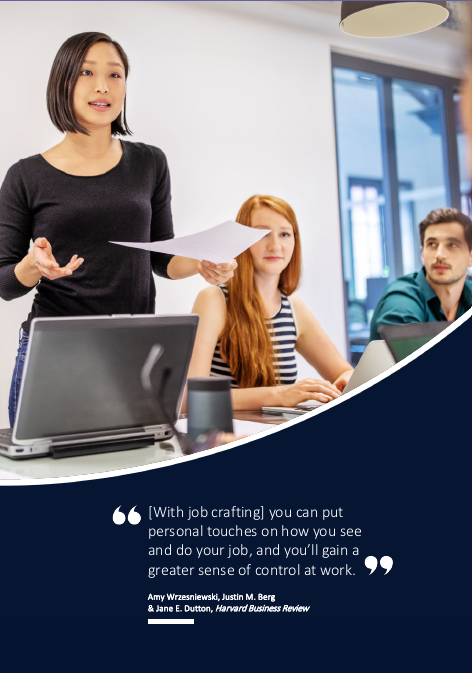 “ [With job crafting] you can put
personal touches on how you see
and do your job, and you’ll gain a
greater sense of control at work. ”
Amy Wrzesniewski, Justin M. Berg
& Jane E. Dutton, Harvard Business Review